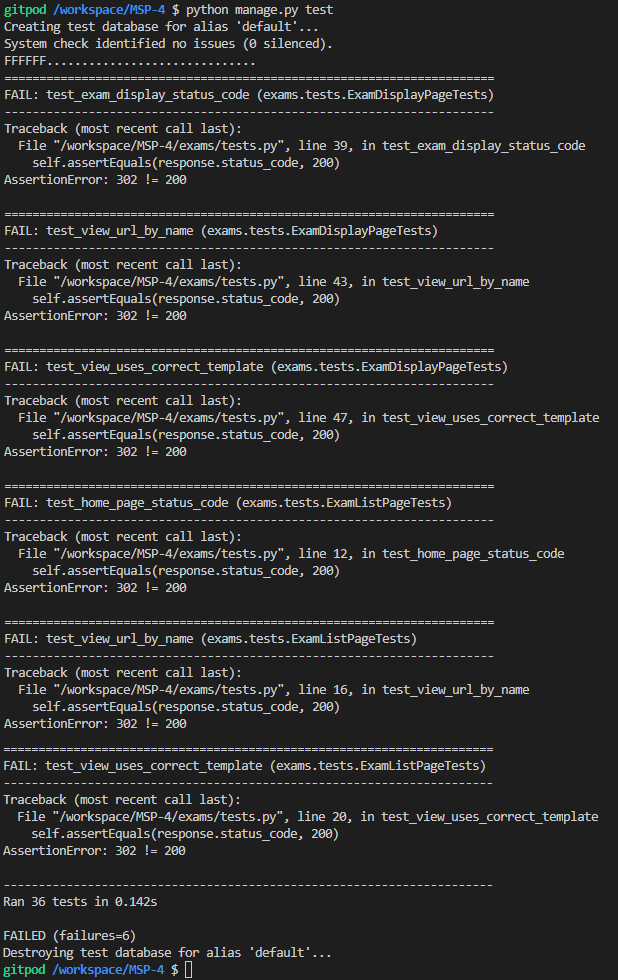 gitpod /workspace/MSP-4 $ python manage.py test
Creating test database for alias 'default'...
System check identified no issues (0 silenced).
FFFFFF..............................
======================================================================
FAIL: test_exam_display_status_code (exams.tests.ExamDisplayPageTests)
----------------------------------------------------------------------
Traceback (most recent call last):
  File "/workspace/MSP-4/exams/tests.py", line 39, in test_exam_display_status_code
    self.assertEquals(response.status_code, 200)
AssertionError: 302 != 200

======================================================================
FAIL: test_view_url_by_name (exams.tests.ExamDisplayPageTests)
----------------------------------------------------------------------
Traceback (most recent call last):
  File "/workspace/MSP-4/exams/tests.py", line 43, in test_view_url_by_name
    self.assertEquals(response.status_code, 200)
AssertionError: 302 != 200

======================================================================
FAIL: test_view_uses_correct_template (exams.tests.ExamDisplayPageTests)
----------------------------------------------------------------------
Traceback (most recent call last):
  File "/workspace/MSP-4/exams/tests.py", line 47, in test_view_uses_correct_template
    self.assertEquals(response.status_code, 200)
AssertionError: 302 != 200

======================================================================
FAIL: test_home_page_status_code (exams.tests.ExamListPageTests)
----------------------------------------------------------------------
Traceback (most recent call last):
  File "/workspace/MSP-4/exams/tests.py", line 12, in test_home_page_status_code
    self.assertEquals(response.status_code, 200)
AssertionError: 302 != 200

======================================================================
FAIL: test_view_url_by_name (exams.tests.ExamListPageTests)
----------------------------------------------------------------------
Traceback (most recent call last):
  File "/workspace/MSP-4/exams/tests.py", line 16, in test_view_url_by_name
    self.assertEquals(response.status_code, 200)
AssertionError: 302 != 200
======================================================================
FAIL: test_view_uses_correct_template (exams.tests.ExamListPageTests)
----------------------------------------------------------------------
Traceback (most recent call last):
  File "/workspace/MSP-4/exams/tests.py", line 20, in test_view_uses_correct_template
    self.assertEquals(response.status_code, 200)
AssertionError: 302 != 200

----------------------------------------------------------------------
Ran 36 tests in 0.142s

FAILED (failures=6)
Destroying test database for alias 'default'...
gitpod /workspace/MSP-4 $